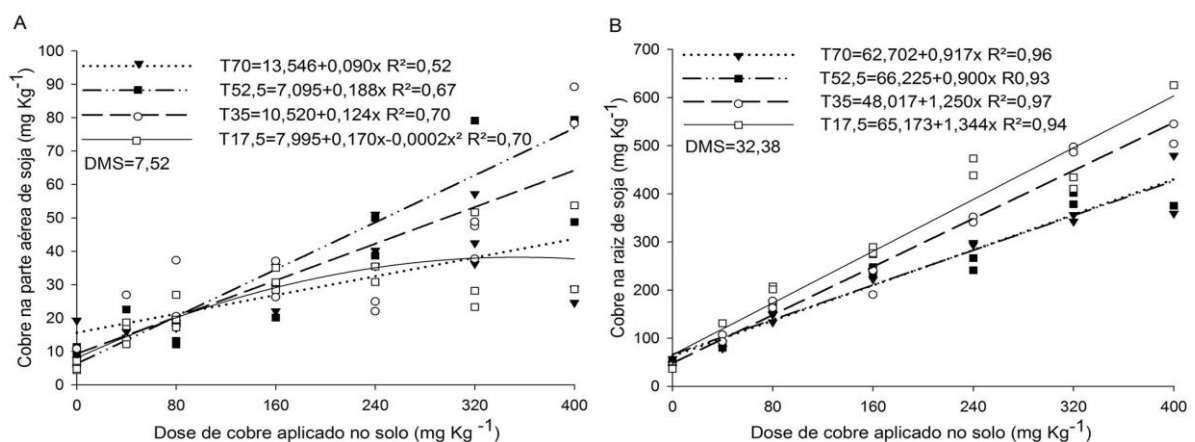 A
Cobre na parte aérea de soja (mg Kg⁻¹)
100
90
80
70
60
50
40
30
20
10
0
T70=13,546+0,090x R²=0,52
T52,5=7,095+0,188x R²=0,67
T35=10,520+0,124x R²=0,70
T17,5=7,995+0,170x-0,0002x² R²=0,70
DMS=7,52
0 80 160 240 320 400
Dose de cobre aplicado no solo (mg Kg⁻¹)
B
Cobre na raiz de soja (mg Kg⁻¹)
700
600
500
400
300
200
100
0
T70=62,702+0,917x R²=0,96
T52,5=66,225+0,900x R0,93
T35=48,017+1,250x R²=0,97
T17,5=65,173+1,344x R²=0,94
DMS=32,38
0 80 160 240 320 400
Dose de cobre aplicado no solo (mg Kg⁻¹)